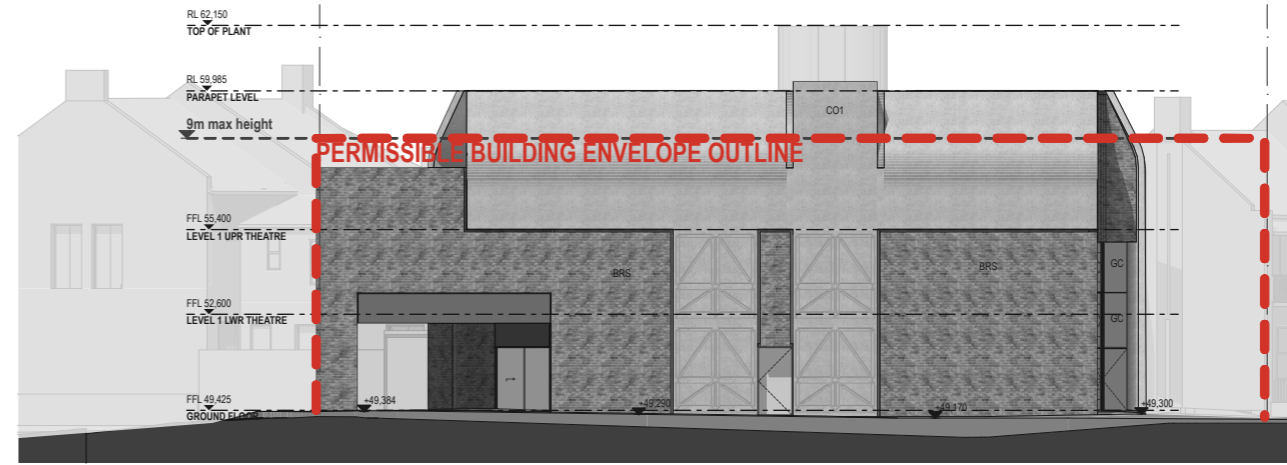 RL 62,150
TOP OF PLANT
RL 59,985
PARAPET LEVEL
CO1
9m max height
PERMISSIBLE BUILDING ENVELOPE OUTLINE
FFL 55,400
LEVEL 1 UPR THEATRE
BRS
BRS
GC
FFL 52,600
LEVEL 1 LWR THEATRE
GC
FFL 49,425
GROUND FLOOR
+49,384
+49,290
+49,170
+49,300